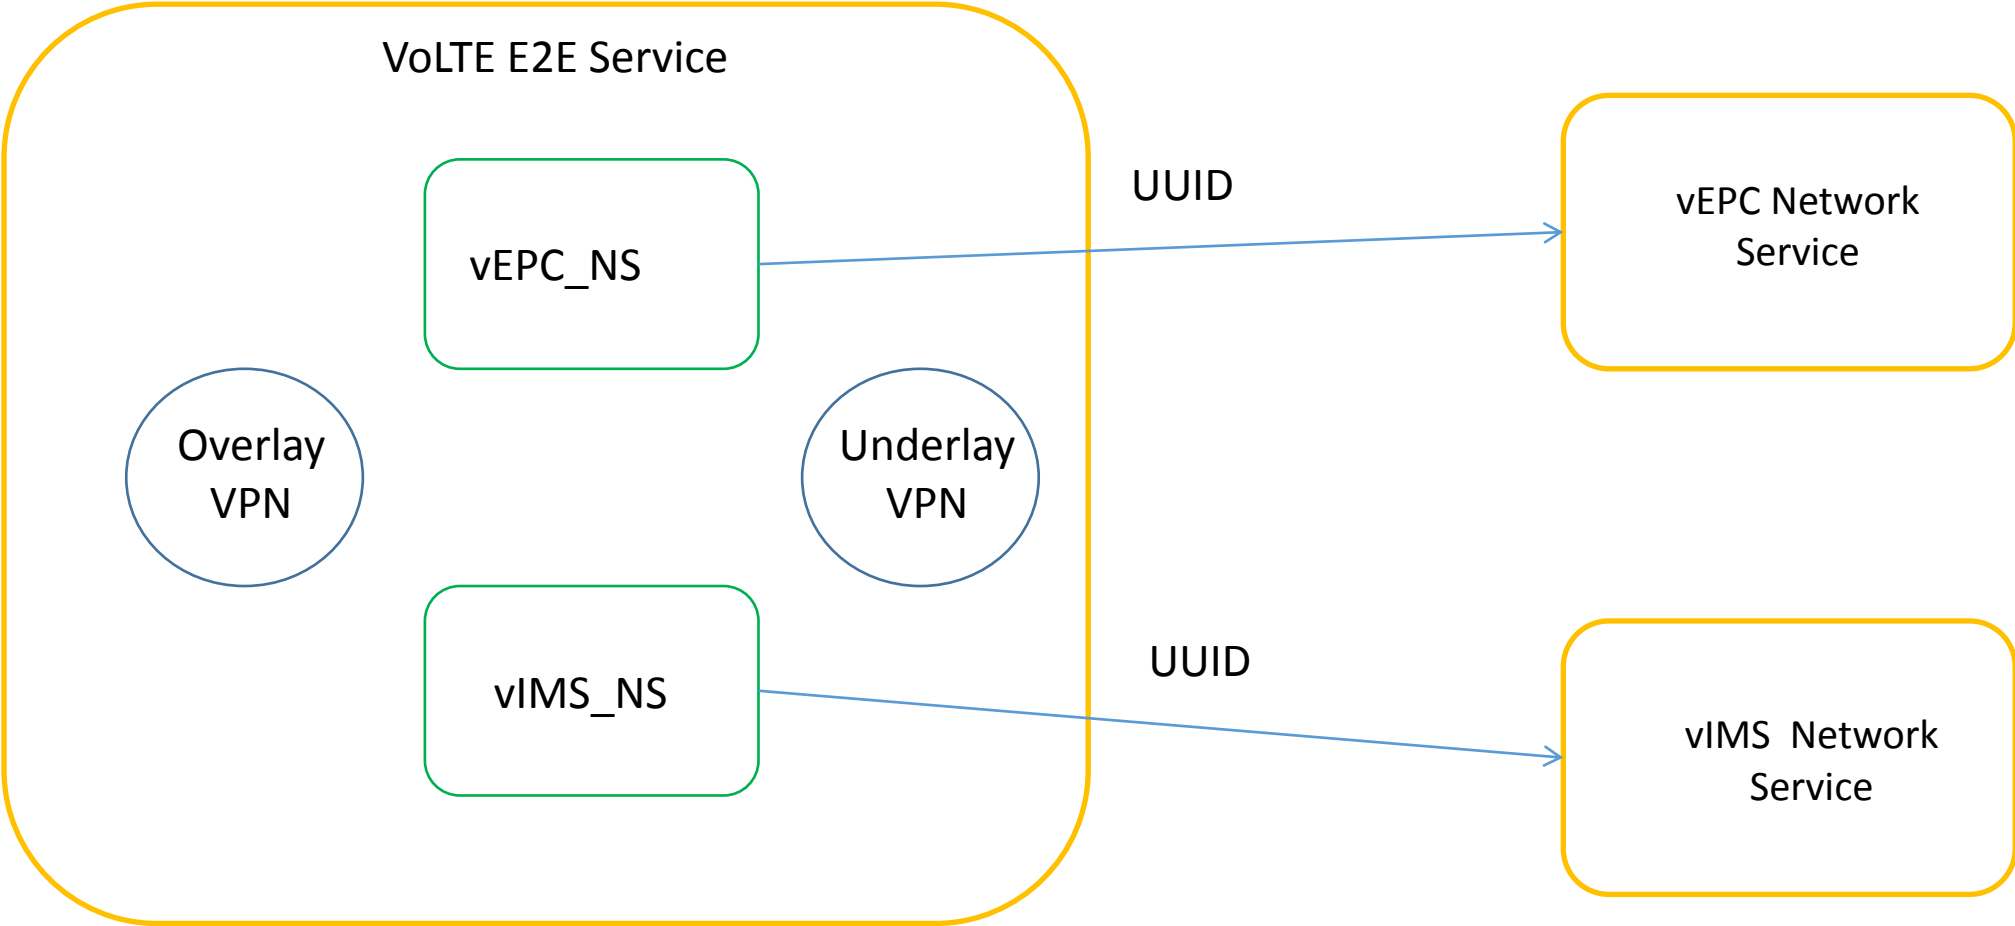 VoLTE E2E Service
UUID
vEPC Network
Service
vEPC_NS
Overlay
VPN
Underlay
VPN
UUID
vIMS_NS
vIMS  Network
Service